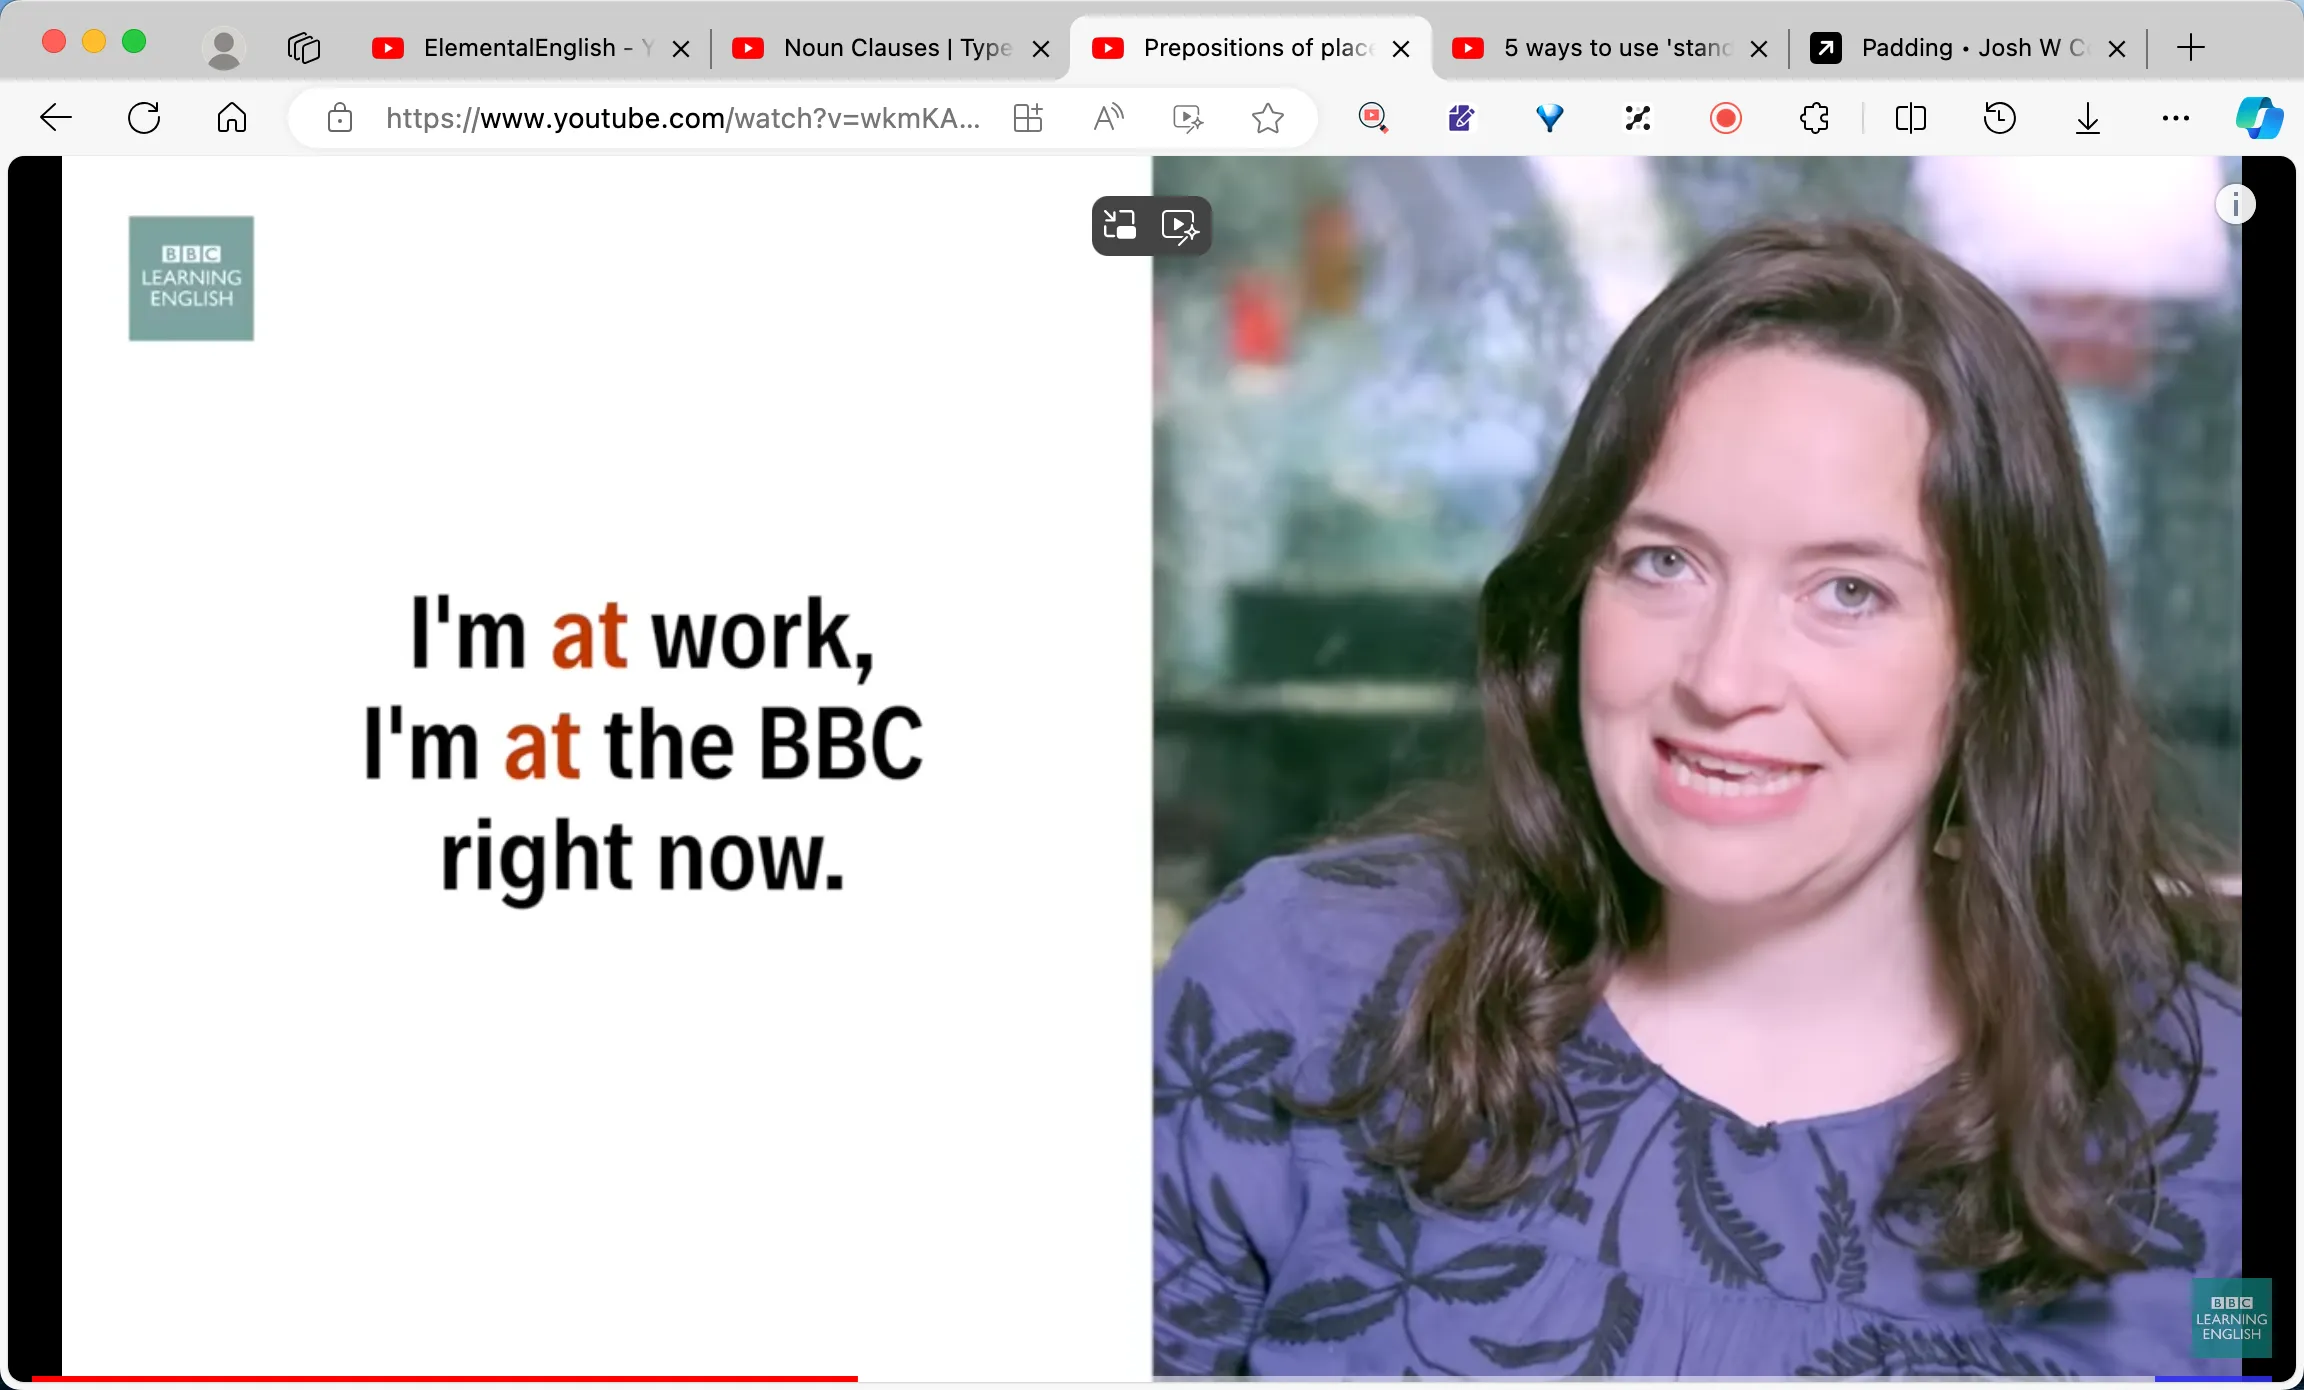 ElementalEnglish - Y
Noun Clauses | Type
Prepositions of plac
5 ways to use 'stand
Padding • Josh W C
https://www.youtube.com/watch?v=wkmKA...
BBC
LEARNING
ENGLISH
I'm at work,
I'm at the BBC
right now.
BBC
LEARNING
ENGLISH